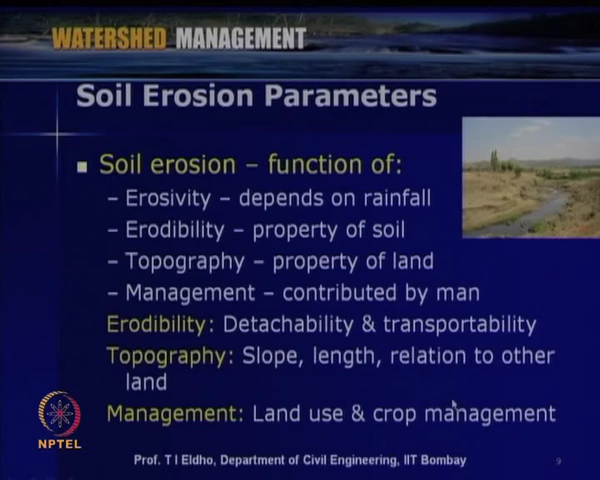 WATERSHED MANAGEMENT
Soil Erosion Parameters
Soil erosion – function of:
– Erosivity – depends on rainfall
– Erodibility – property of soil
– Topography – property of land
– Management – contributed by man
Erodibility: Detachability & transportability
Topography: Slope, length, relation to other
land
Management: Land use & crop management
NPTEL
Prof. T I Eldho, Department of Civil Engineering, IIT Bombay
9